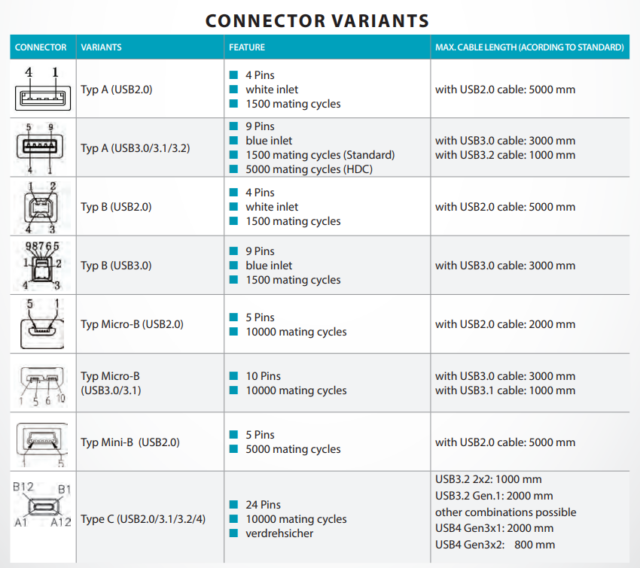 CONNECTOR VARIANTS
CONNECTOR VARIANTS FEATURE MAX. CABLE LENGTH (ACORDING TO STANDARD)
4 1
Typ A (USB2.0)
4 Pins
white inlet
1500 mating cycles
with USB2.0 cable: 5000 mm
5 9
4 1
Typ A (USB3.0/3.1/3.2)
9 Pins
blue inlet
1500 mating cycles (Standard)
5000 mating cycles (HDC)
with USB3.0 cable: 3000 mm
with USB3.2 cable: 1000 mm
1 2
4 3
Typ B (USB2.0)
4 Pins
white inlet
1500 mating cycles
with USB2.0 cable: 5000 mm
98765
1 2
4 3
Typ B (USB3.0)
9 Pins
blue inlet
1500 mating cycles
with USB3.0 cable: 3000 mm
5 1
Typ Micro-B (USB2.0)
5 Pins
10000 mating cycles
with USB2.0 cable: 2000 mm
1 5 6 10
Typ Micro-B
(USB3.0/3.1)
10 Pins
10000 mating cycles
with USB3.0 cable: 3000 mm
with USB3.1 cable: 1000 mm
1 5
Typ Mini-B (USB2.0)
5 Pins
5000 mating cycles
with USB2.0 cable: 5000 mm
B12 B1
A1 A12
Type C (USB2.0/3.1/3.2/4)
24 Pins
10000 mating cycles
verdrehsicher
USB3.2 2x2: 1000 mm
USB3.2 Gen.1: 2000 mm
other combinations possible
USB4 Gen3x1: 2000 mm
USB4 Gen3x2: 800 mm